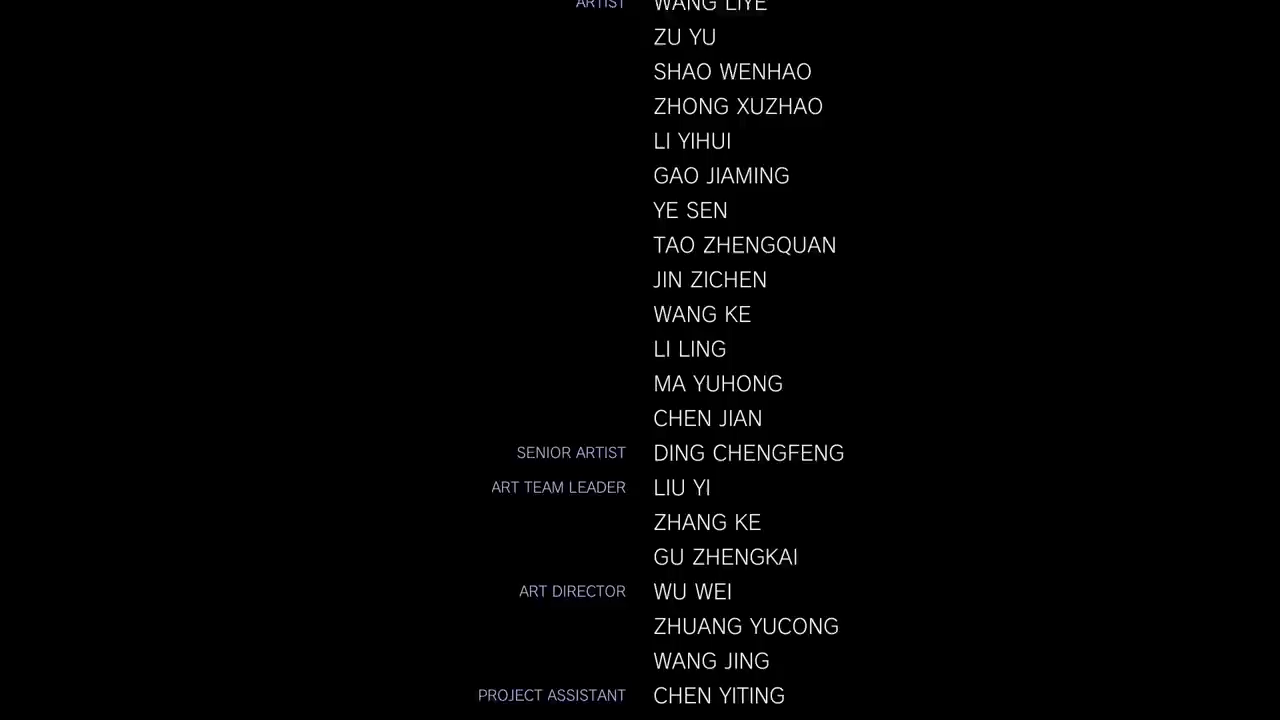 ARTIST WANG LIYE
ZU YU
SHAO WENHAO
ZHONG XUZHAO
LI YIHUI
GAO JIAMING
YE SEN
TAO ZHENGQUAN
JIN ZICHEN
WANG KE
LI LING
MA YUHONG
CHEN JIAN
SENIOR ARTIST DING CHENGFENG
ART TEAM LEADER LIU YI
ZHANG KE
GU ZHENGKAI
ART DIRECTOR WU WEI
ZHUANG YUCONG
WANG JING
PROJECT ASSISTANT CHEN YITING